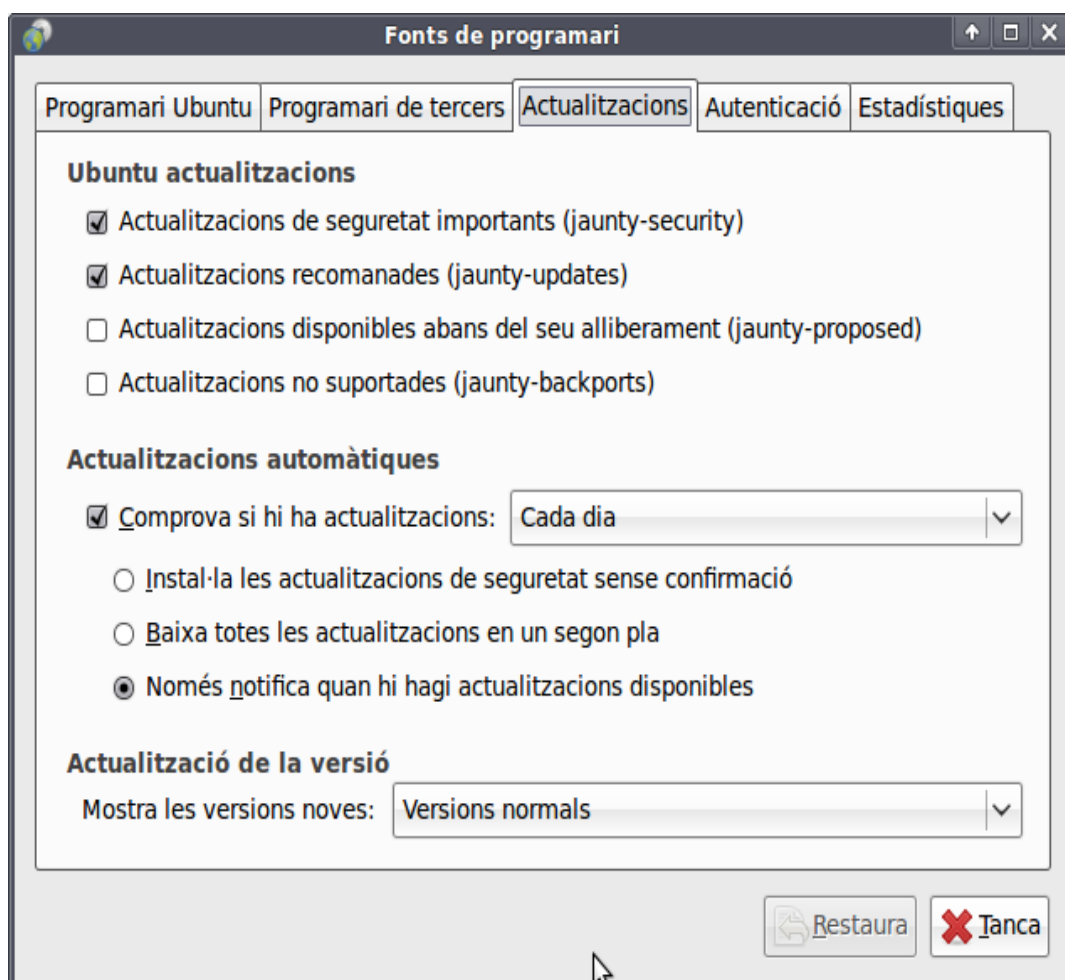 Fonts de programari
Programari Ubuntu Programari de tercers Actualitzacions Autenticació Estadístiques
Ubuntu actualitzacions
Actualitzacions de seguretat importants (jaunty-security)
Actualitzacions recomanades (jaunty-updates)
Actualitzacions disponibles abans del seu alliberament (jaunty-proposed)
Actualitzacions no suportades (jaunty-backports)
Actualitzacions automàtiques
Comprova si hi ha actualitzacions: Cada dia
Instal·la les actualitzacions de seguretat sense confirmació
Baixa totes les actualitzacions en un segon pla
Només notifica quan hi hagi actualitzacions disponibles
Actualització de la versió
Mostra les versions noves: Versions normals
Restaura Tanca